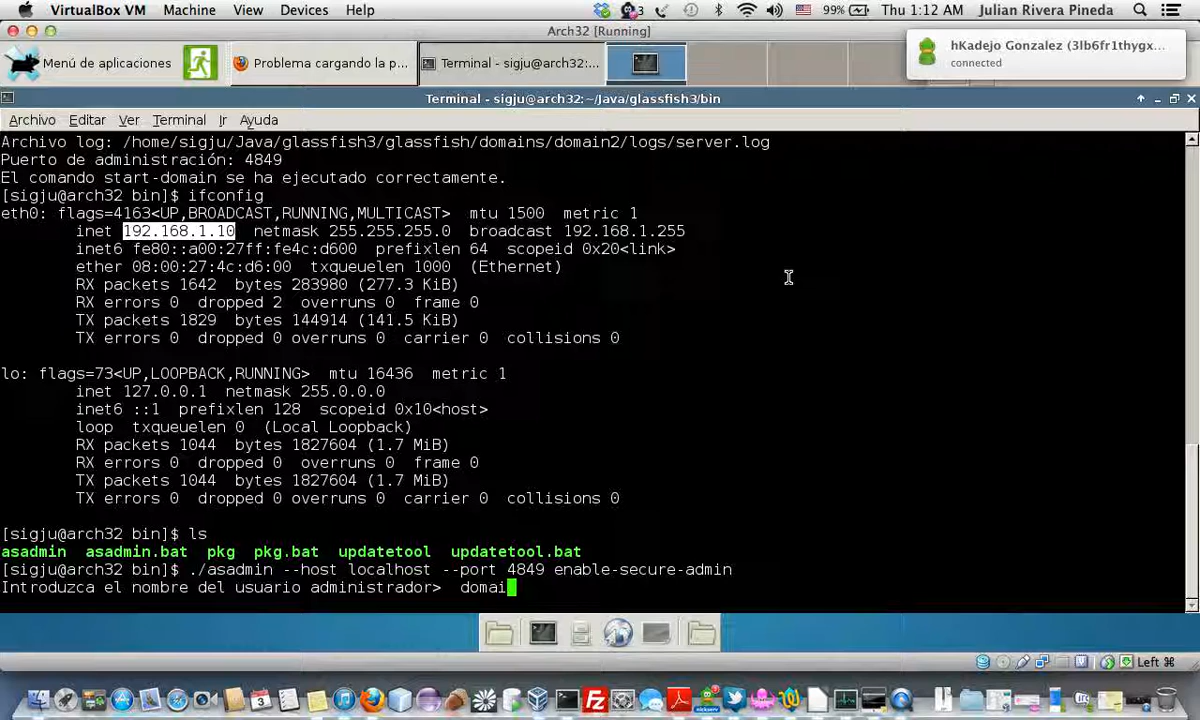 VirtualBox VM Machine View Devices Help 3 99% Thu 1:12 AM Julian Rivera Pineda
Arch32 [Running]
hKadejo Gonzalez (3lb6fr1thygx...
connected
Menú de aplicaciones Problema cargando la p... Terminal - sigju@arch32:...
Terminal - sigju@arch32:~/Java/glassfish3/bin
Archivo Editar Ver Terminal Ir Ayuda
Archivo log: /home/sigju/Java/glassfish3/glassfish/domains/domain2/logs/server.log
Puerto de administración: 4849
El comando start-domain se ha ejecutado correctamente.
[sigju@arch32 bin]$ ifconfig
eth0: flags=4163<UP,BROADCAST,RUNNING,MULTICAST> mtu 1500 metric 1
inet 192.168.1.10 netmask 255.255.255.0 broadcast 192.168.1.255
inet6 fe80::a00:27ff:fe4c:d600 prefixlen 64 scopeid 0x20<link>
ether 08:00:27:4c:d6:00 txqueuelen 1000 (Ethernet)
RX packets 1642 bytes 283980 (277.3 KiB)
RX errors 0 dropped 2 overruns 0 frame 0
TX packets 1829 bytes 144914 (141.5 KiB)
TX errors 0 dropped 0 overruns 0 carrier 0 collisions 0
lo: flags=73<UP,LOOPBACK,RUNNING> mtu 16436 metric 1
inet 127.0.0.1 netmask 255.0.0.0
inet6 ::1 prefixlen 128 scopeid 0x10<host>
loop txqueuelen 0 (Local Loopback)
RX packets 1044 bytes 1827604 (1.7 MiB)
RX errors 0 dropped 0 overruns 0 frame 0
TX packets 1044 bytes 1827604 (1.7 MiB)
TX errors 0 dropped 0 overruns 0 carrier 0 collisions 0
[sigju@arch32 bin]$ ls
asadmin asadmin.bat pkg pkg.bat updatetool updatetool.bat
[sigju@arch32 bin]$ ./asadmin --host localhost --port 4849 enable-secure-admin
Introduzca el nombre del usuario administrador> domai
Left ⌘